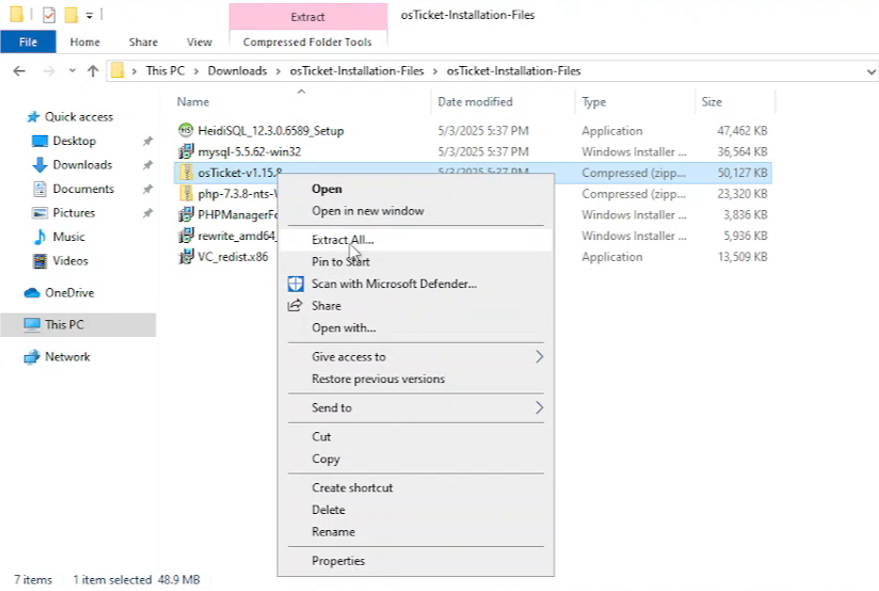 Extract osTicket-Installation-Files
File Home Share View Compressed Folder Tools
This PC Downloads osTicket-Installation-Files osTicket-Installation-Files
Name Date modified Type Size
Quick access
Desktop
Downloads
Documents
Pictures
Music
Videos
OneDrive
This PC
Network
HeidiSQL_12.3.0.6589_Setup 5/3/2025 5:37 PM Application 47,462 KB
mysql-5.5.62-win32 5/3/2025 5:37 PM Windows Installer ... 36,564 KB
osTicket-v1.15.8 5/3/2025 5:37 PM Compressed (zipp... 50,127 KB
php-7.3.8-nts- Compressed (zipp... 23,320 KB
PHPManagerFo Windows Installer ... 3,836 KB
rewrite_amd64_ Windows Installer ... 5,936 KB
VC_redist.x86 Application 13,509 KB
Open
Open in new window
Extract All...
Pin to Start
Scan with Microsoft Defender...
Share
Open with...
Give access to
Restore previous versions
Send to
Cut
Copy
Create shortcut
Delete
Rename
Properties
7 items 1 item selected 48.9 MB